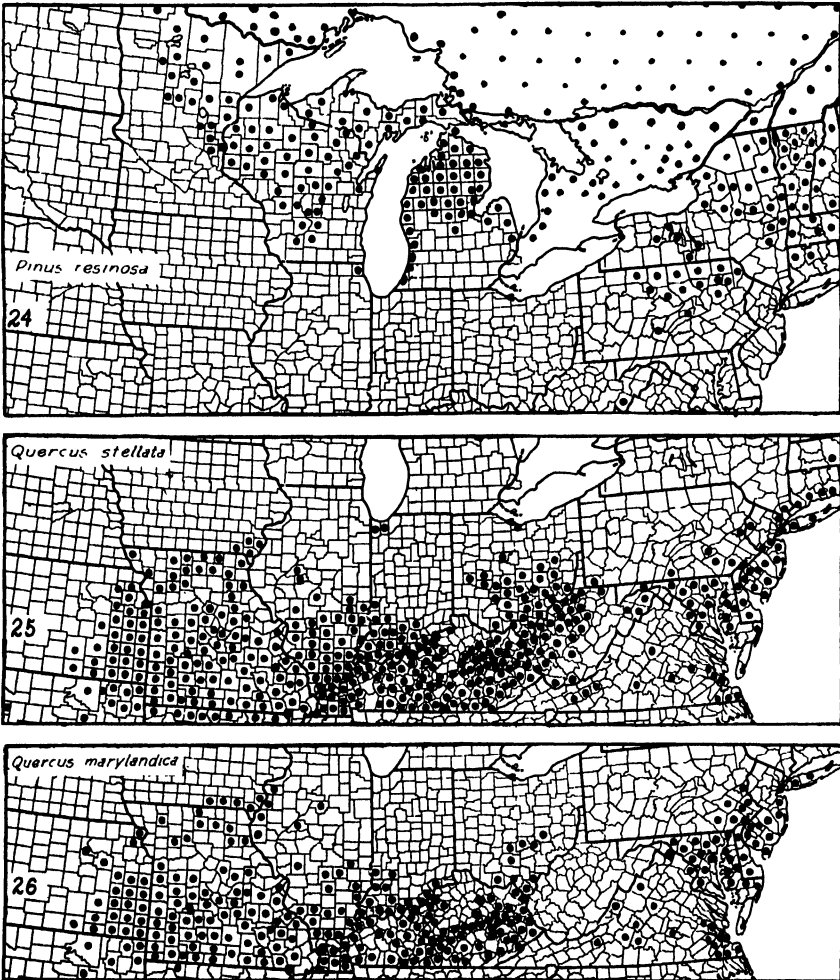 Pinus resinosa
24
Quercus stellata
25
Quercus marylandica
26